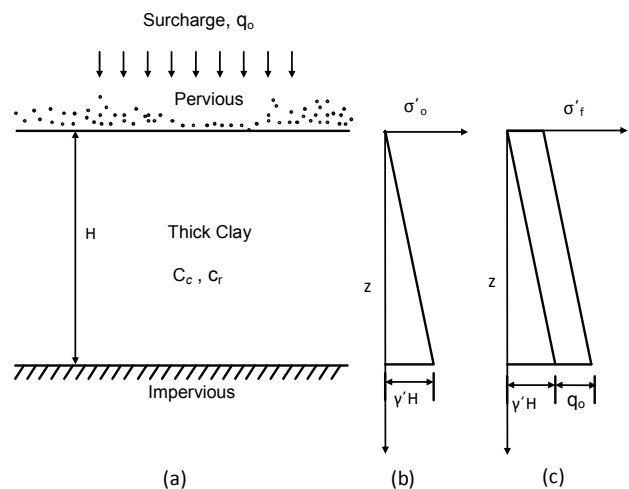 Surcharge, qₒ
Pervious
σ′ₒ
σ′f
H
Thick Clay
C𝑐 , cᵣ
z
z
Impervious
γ′H
γ′H
qₒ
(a)
(b)
(c)